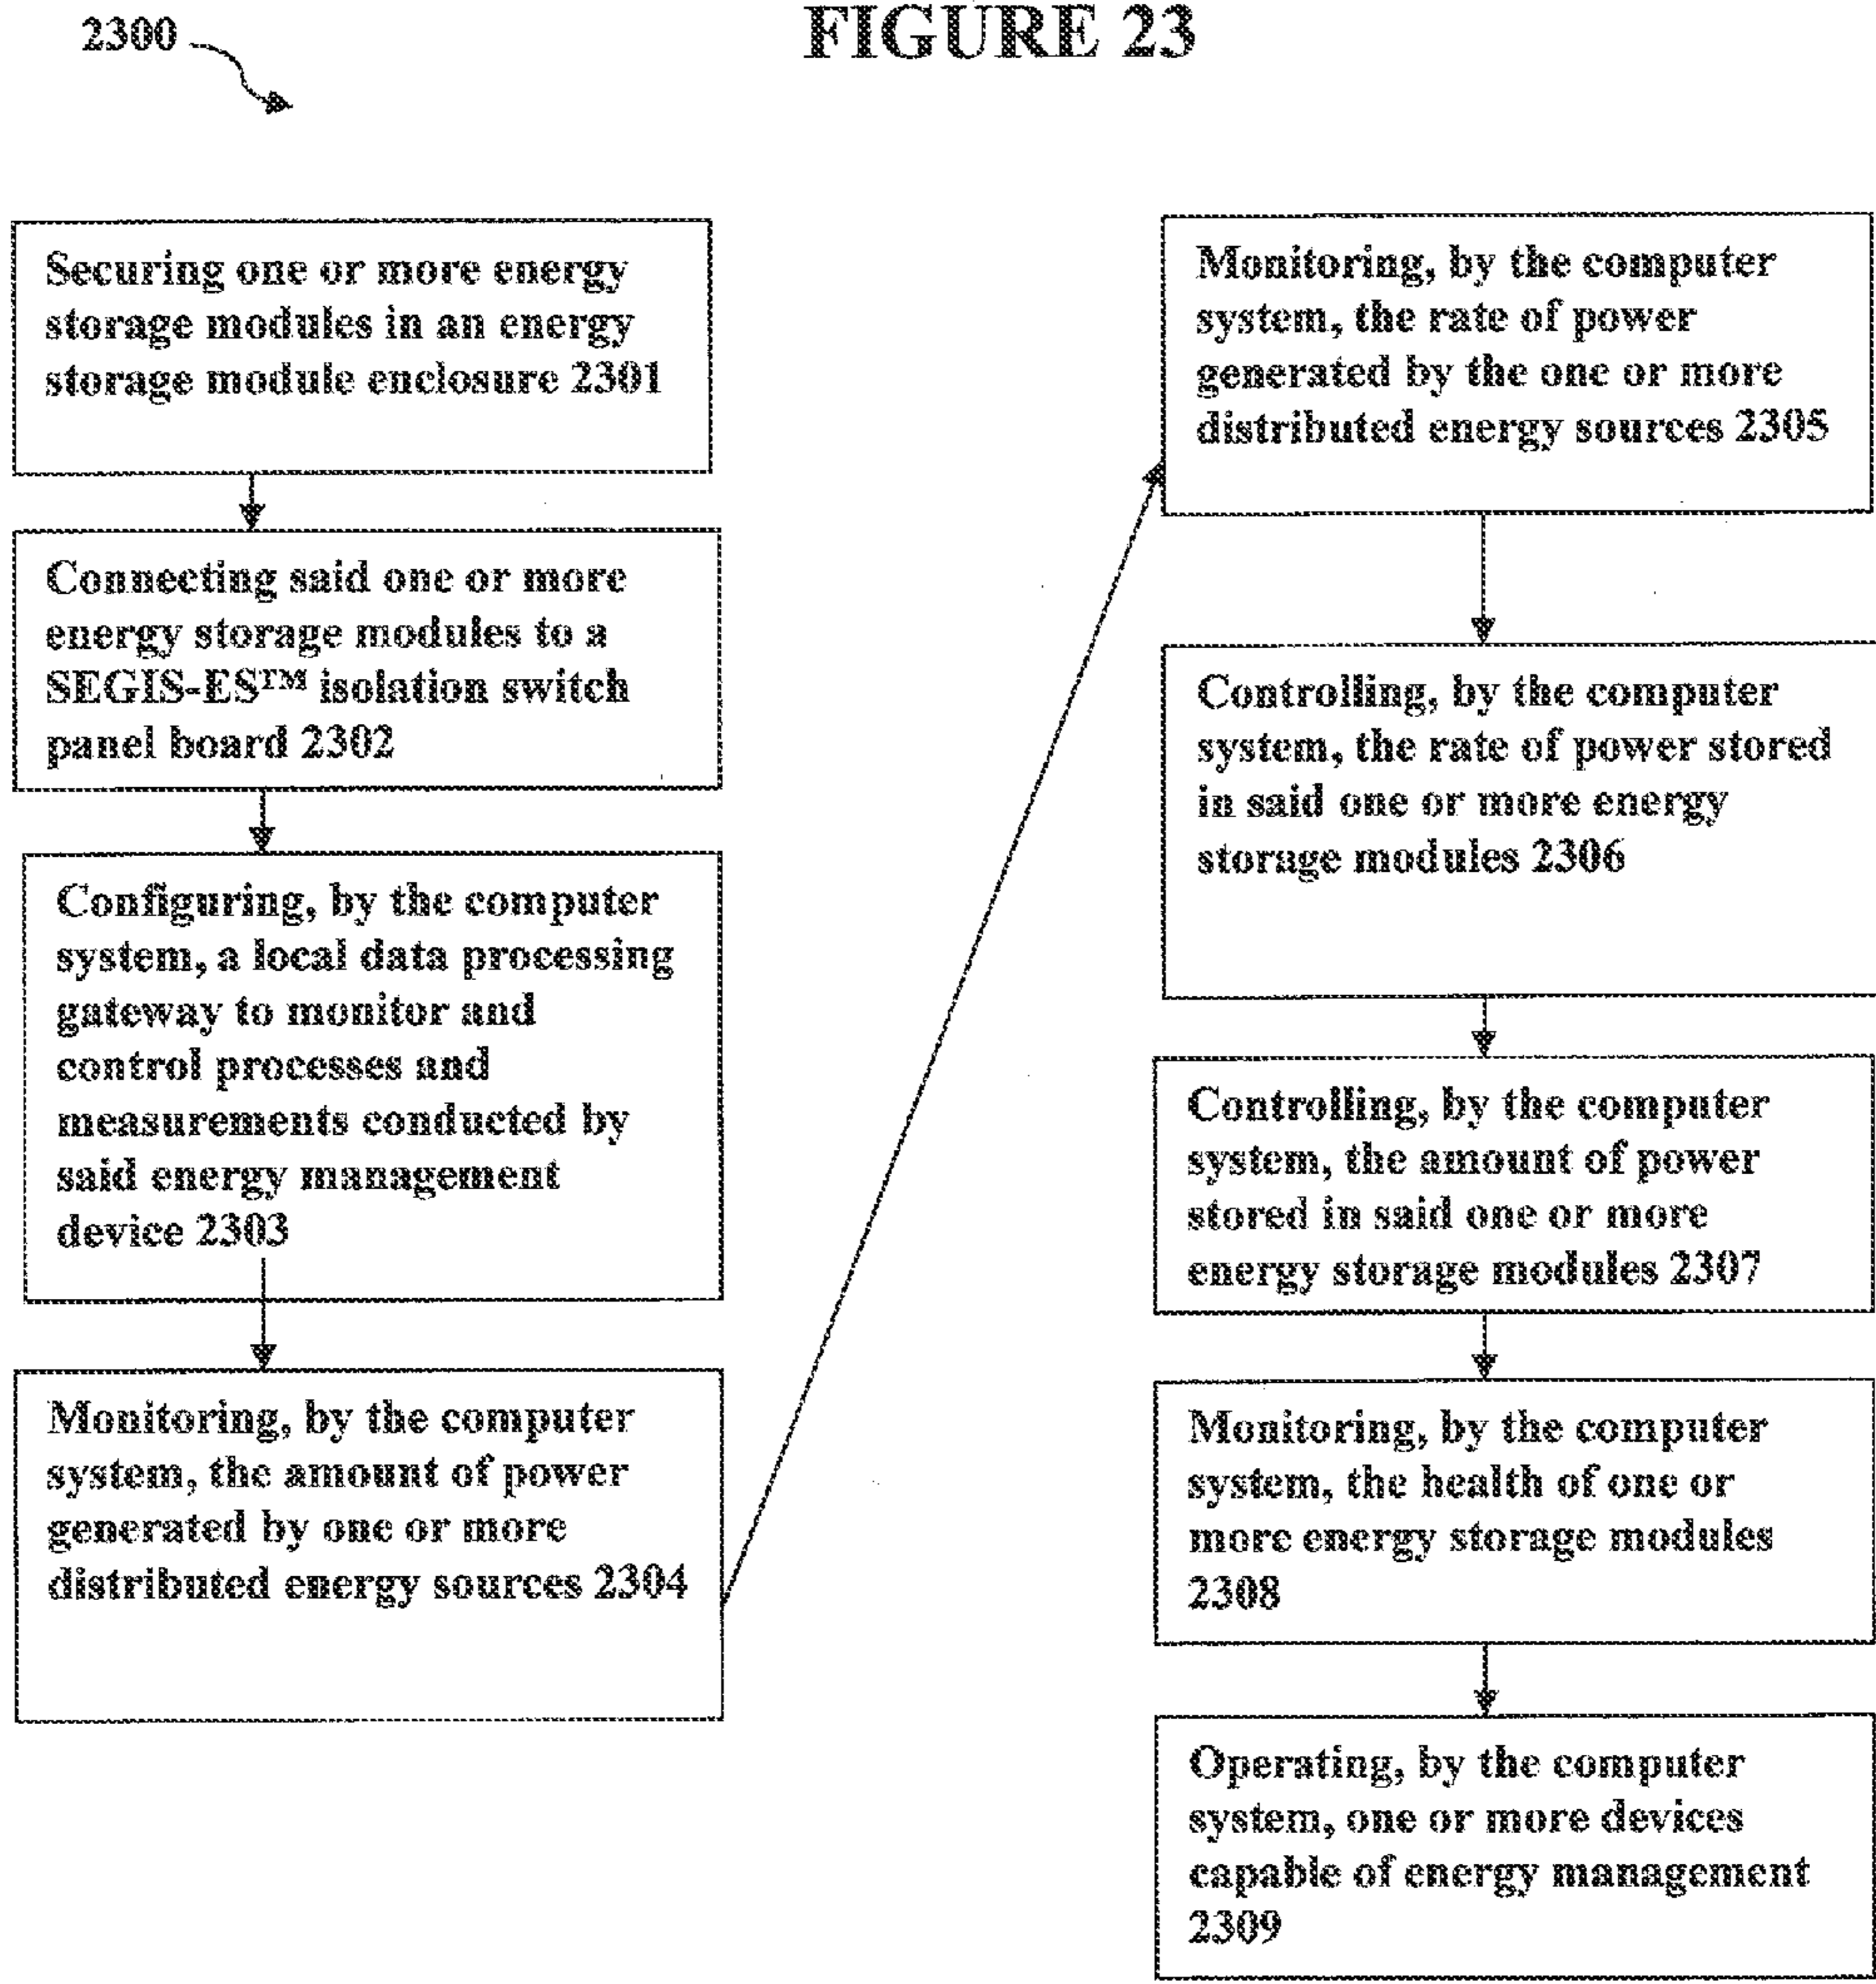 2300
FIGURE 23
Securing one or more energy
storage modules in an energy
storage module enclosure 2301
Connecting said one or more
energy storage modules to a
SEGIS-ES™ isolation switch
panel board 2302
Configuring, by the computer
system, a local data processing
gateway to monitor and
control processes and
measurements conducted by
said energy management
device 2303
Monitoring, by the computer
system, the amount of power
generated by one or more
distributed energy sources 2304
Monitoring, by the computer
system, the rate of power
generated by the one or more
distributed energy sources 2305
Controlling, by the computer
system, the rate of power stored
in said one or more energy
storage modules 2306
Controlling, by the computer
system, the amount of power
stored in said one or more
energy storage modules 2307
Monitoring, by the computer
system, the health of one or
more energy storage modules
2308
Operating, by the computer
system, one or more devices
capable of energy management
2309